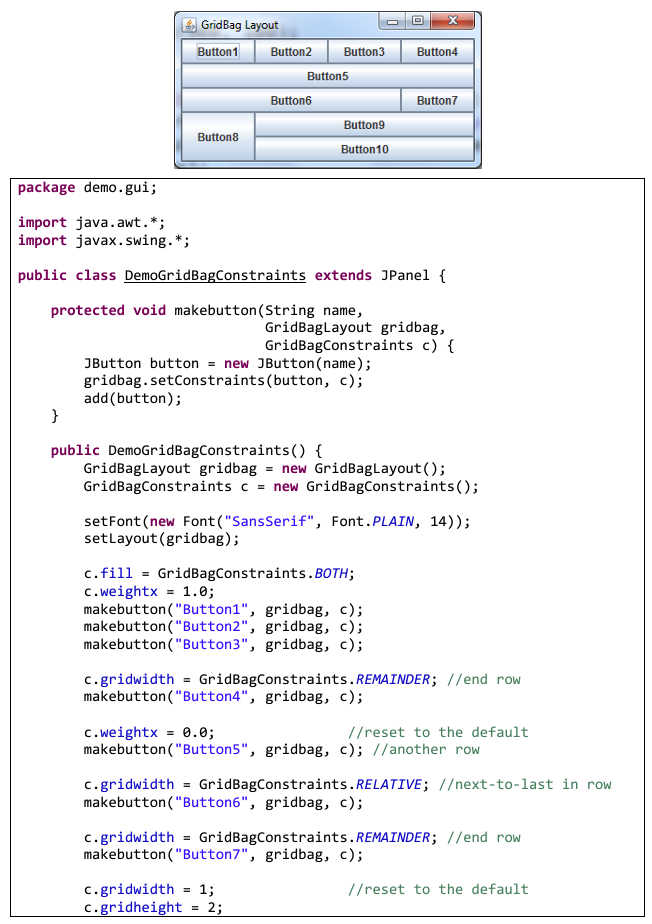 GridBag Layout
Button1 Button2 Button3 Button4
Button5
Button6 Button7
Button8 Button9
Button10
package demo.gui;

import java.awt.*;
import javax.swing.*;

public class DemoGridBagConstraints extends JPanel {

    protected void makebutton(String name,
                              GridBagLayout gridbag,
                              GridBagConstraints c) {
        JButton button = new JButton(name);
        gridbag.setConstraints(button, c);
        add(button);
    }

    public DemoGridBagConstraints() {
        GridBagLayout gridbag = new GridBagLayout();
        GridBagConstraints c = new GridBagConstraints();

        setFont(new Font("SansSerif", Font.PLAIN, 14));
        setLayout(gridbag);

        c.fill = GridBagConstraints.BOTH;
        c.weightx = 1.0;
        makebutton("Button1", gridbag, c);
        makebutton("Button2", gridbag, c);
        makebutton("Button3", gridbag, c);

        c.gridwidth = GridBagConstraints.REMAINDER; //end row
        makebutton("Button4", gridbag, c);

        c.weightx = 0.0;                //reset to the default
        makebutton("Button5", gridbag, c); //another row

        c.gridwidth = GridBagConstraints.RELATIVE; //next-to-last in row
        makebutton("Button6", gridbag, c);

        c.gridwidth = GridBagConstraints.REMAINDER; //end row
        makebutton("Button7", gridbag, c);

        c.gridwidth = 1;                //reset to the default
        c.gridheight = 2;